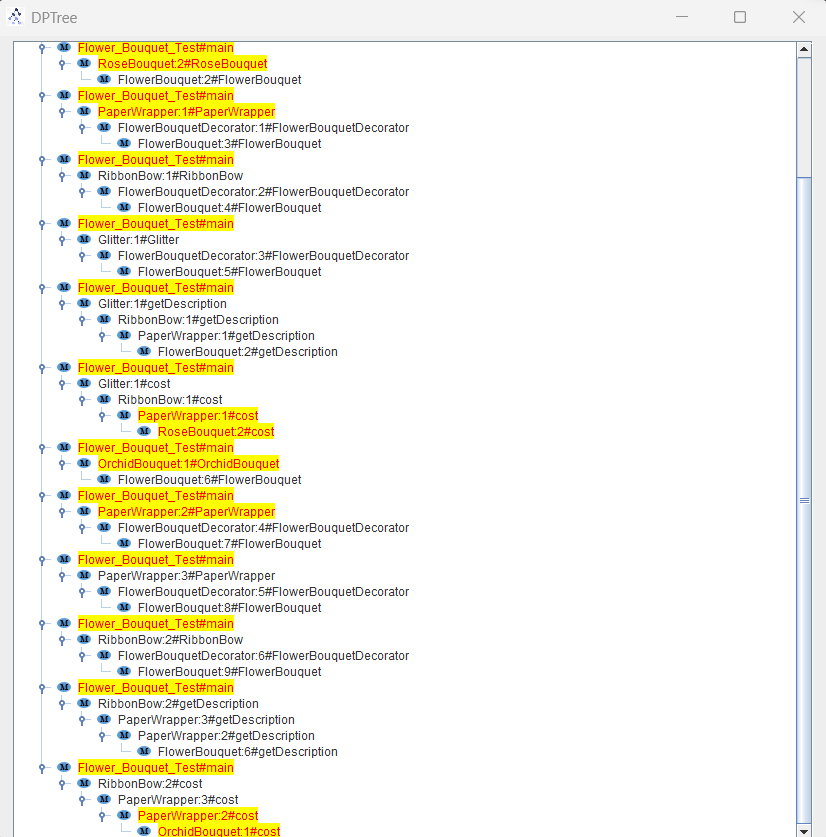 DPTree
Flower_Bouquet_Test#main
RoseBouquet:2#RoseBouquet
FlowerBouquet:2#FlowerBouquet
Flower_Bouquet_Test#main
PaperWrapper:1#PaperWrapper
FlowerBouquetDecorator:1#FlowerBouquetDecorator
FlowerBouquet:3#FlowerBouquet
Flower_Bouquet_Test#main
RibbonBow:1#RibbonBow
FlowerBouquetDecorator:2#FlowerBouquetDecorator
FlowerBouquet:4#FlowerBouquet
Flower_Bouquet_Test#main
Glitter:1#Glitter
FlowerBouquetDecorator:3#FlowerBouquetDecorator
FlowerBouquet:5#FlowerBouquet
Flower_Bouquet_Test#main
Glitter:1#getDescription
RibbonBow:1#getDescription
PaperWrapper:1#getDescription
FlowerBouquet:2#getDescription
Flower_Bouquet_Test#main
Glitter:1#cost
RibbonBow:1#cost
PaperWrapper:1#cost
RoseBouquet:2#cost
Flower_Bouquet_Test#main
OrchidBouquet:1#OrchidBouquet
FlowerBouquet:6#FlowerBouquet
Flower_Bouquet_Test#main
PaperWrapper:2#PaperWrapper
FlowerBouquetDecorator:4#FlowerBouquetDecorator
FlowerBouquet:7#FlowerBouquet
Flower_Bouquet_Test#main
PaperWrapper:3#PaperWrapper
FlowerBouquetDecorator:5#FlowerBouquetDecorator
FlowerBouquet:8#FlowerBouquet
Flower_Bouquet_Test#main
RibbonBow:2#RibbonBow
FlowerBouquetDecorator:6#FlowerBouquetDecorator
FlowerBouquet:9#FlowerBouquet
Flower_Bouquet_Test#main
RibbonBow:2#getDescription
PaperWrapper:3#getDescription
PaperWrapper:2#getDescription
FlowerBouquet:6#getDescription
Flower_Bouquet_Test#main
RibbonBow:2#cost
PaperWrapper:3#cost
PaperWrapper:2#cost
OrchidBouquet:1#cost